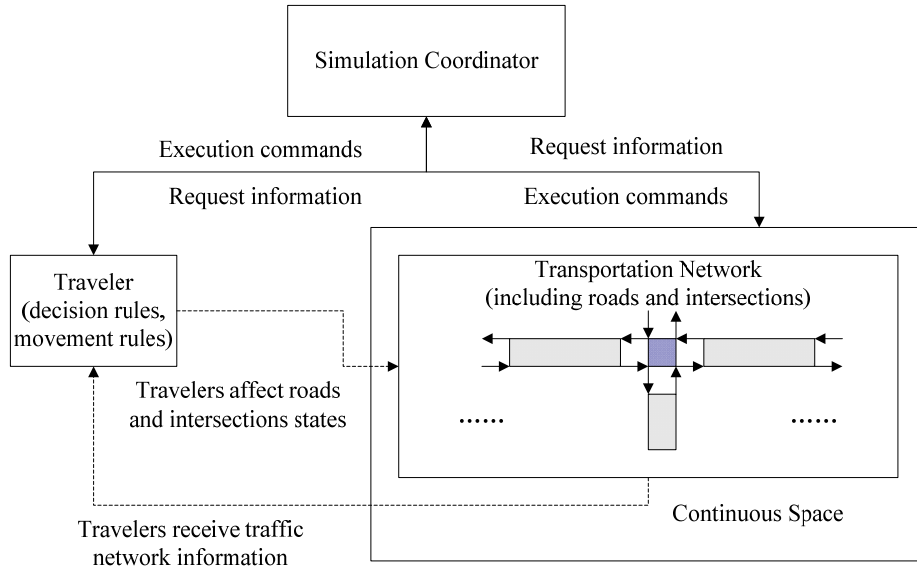 Simulation Coordinator
Execution commands
Request information
Request information
Execution commands
Traveler
(decision rules,
movement rules)
Transportation Network
(including roads and intersections)
Travelers affect roads
and intersections states
......
......
Travelers receive traffic
network information
Continuous Space